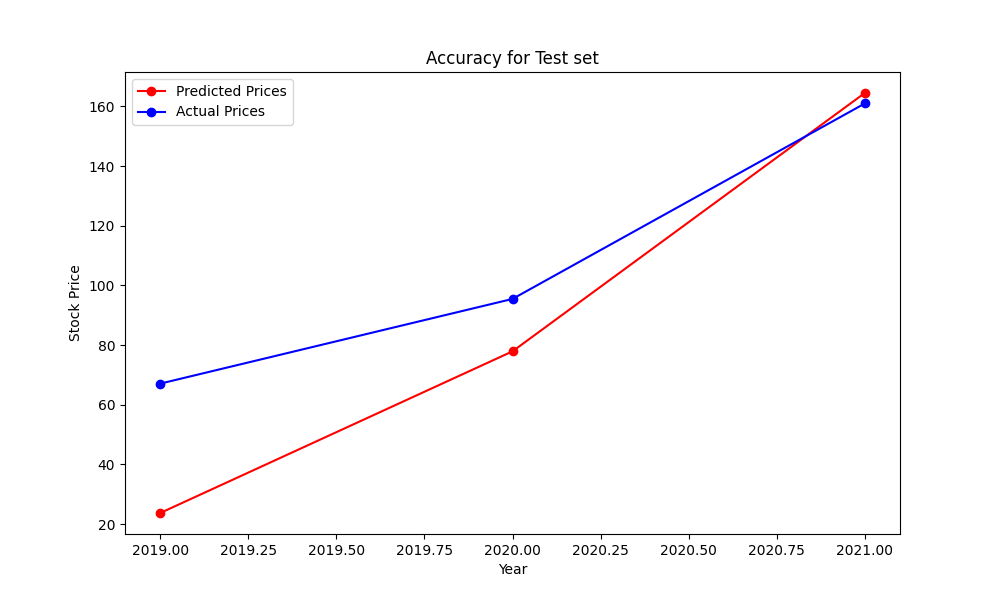 Accuracy for Test set
Predicted Prices
Actual Prices
160
140
120
100
80
60
40
20
Stock Price
2019.00 2019.25 2019.50 2019.75 2020.00 2020.25 2020.50 2020.75 2021.00
Year